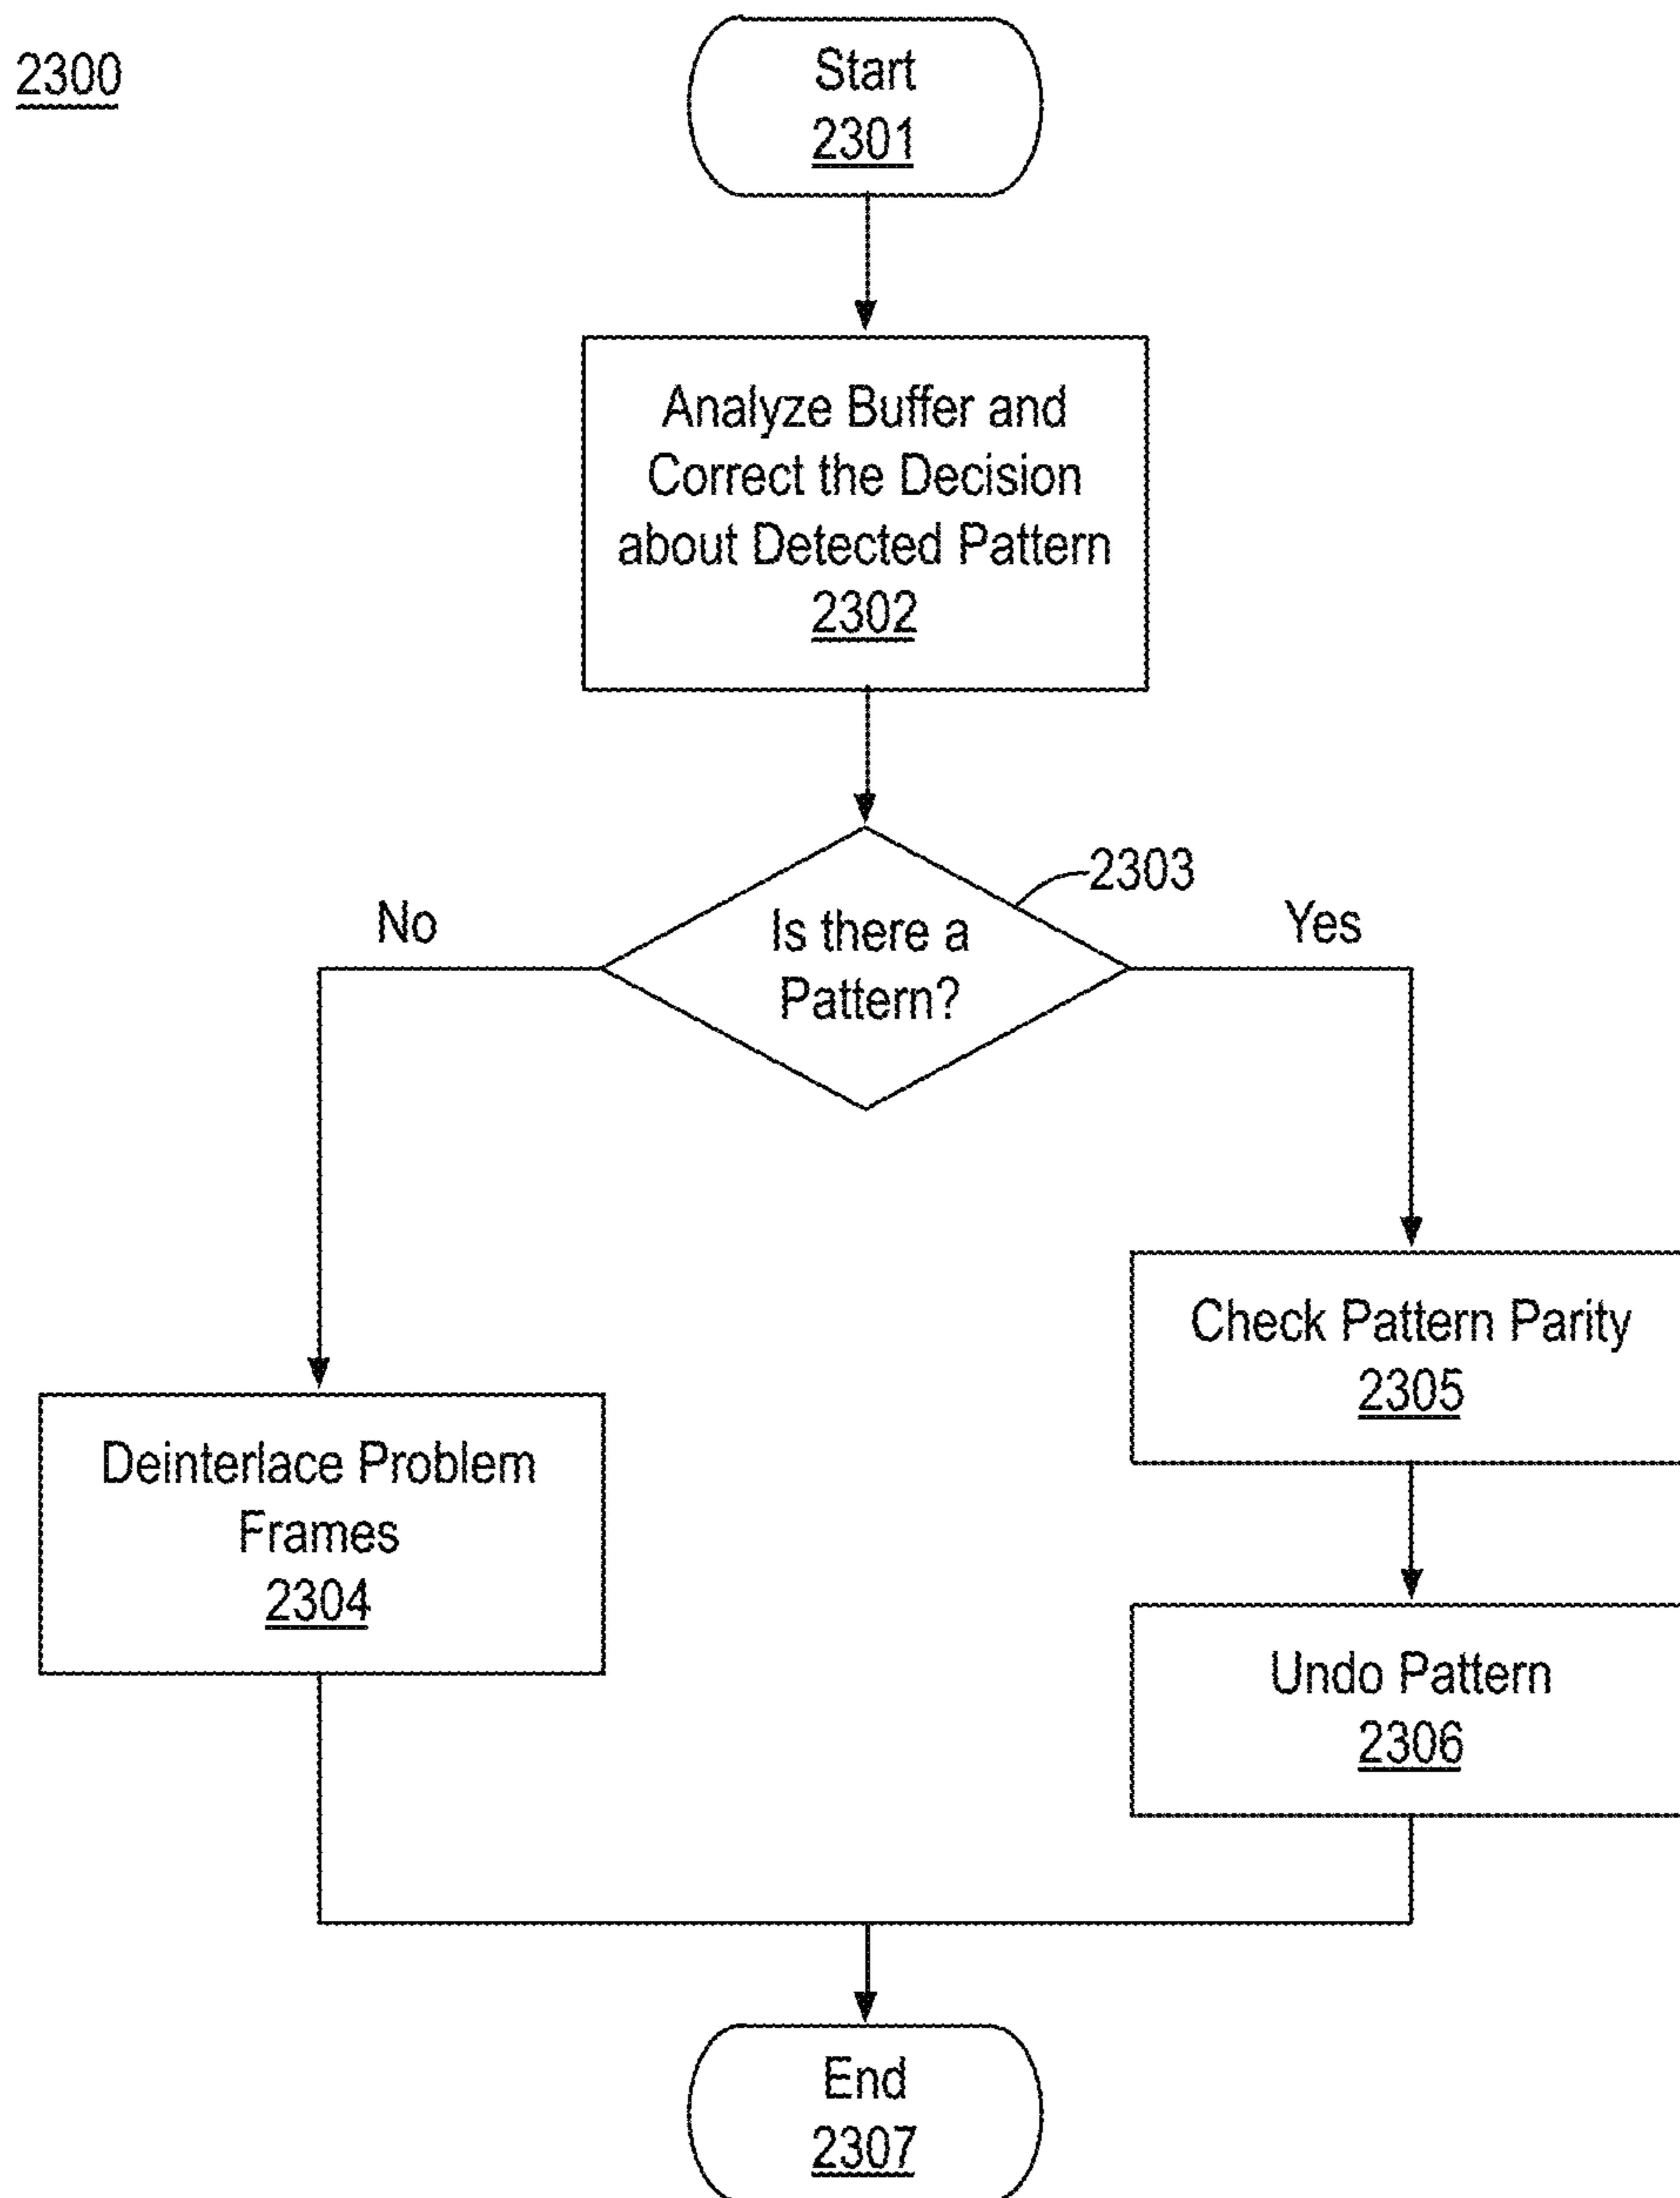 2300
Start
2301
Analyze Buffer and
Correct the Decision
about Detected Pattern
2302
2303
No
Is there a
Pattern?
Yes
Check Pattern Parity
2305
Deinterlace Problem
Frames
2304
Undo Pattern
2306
End
2307